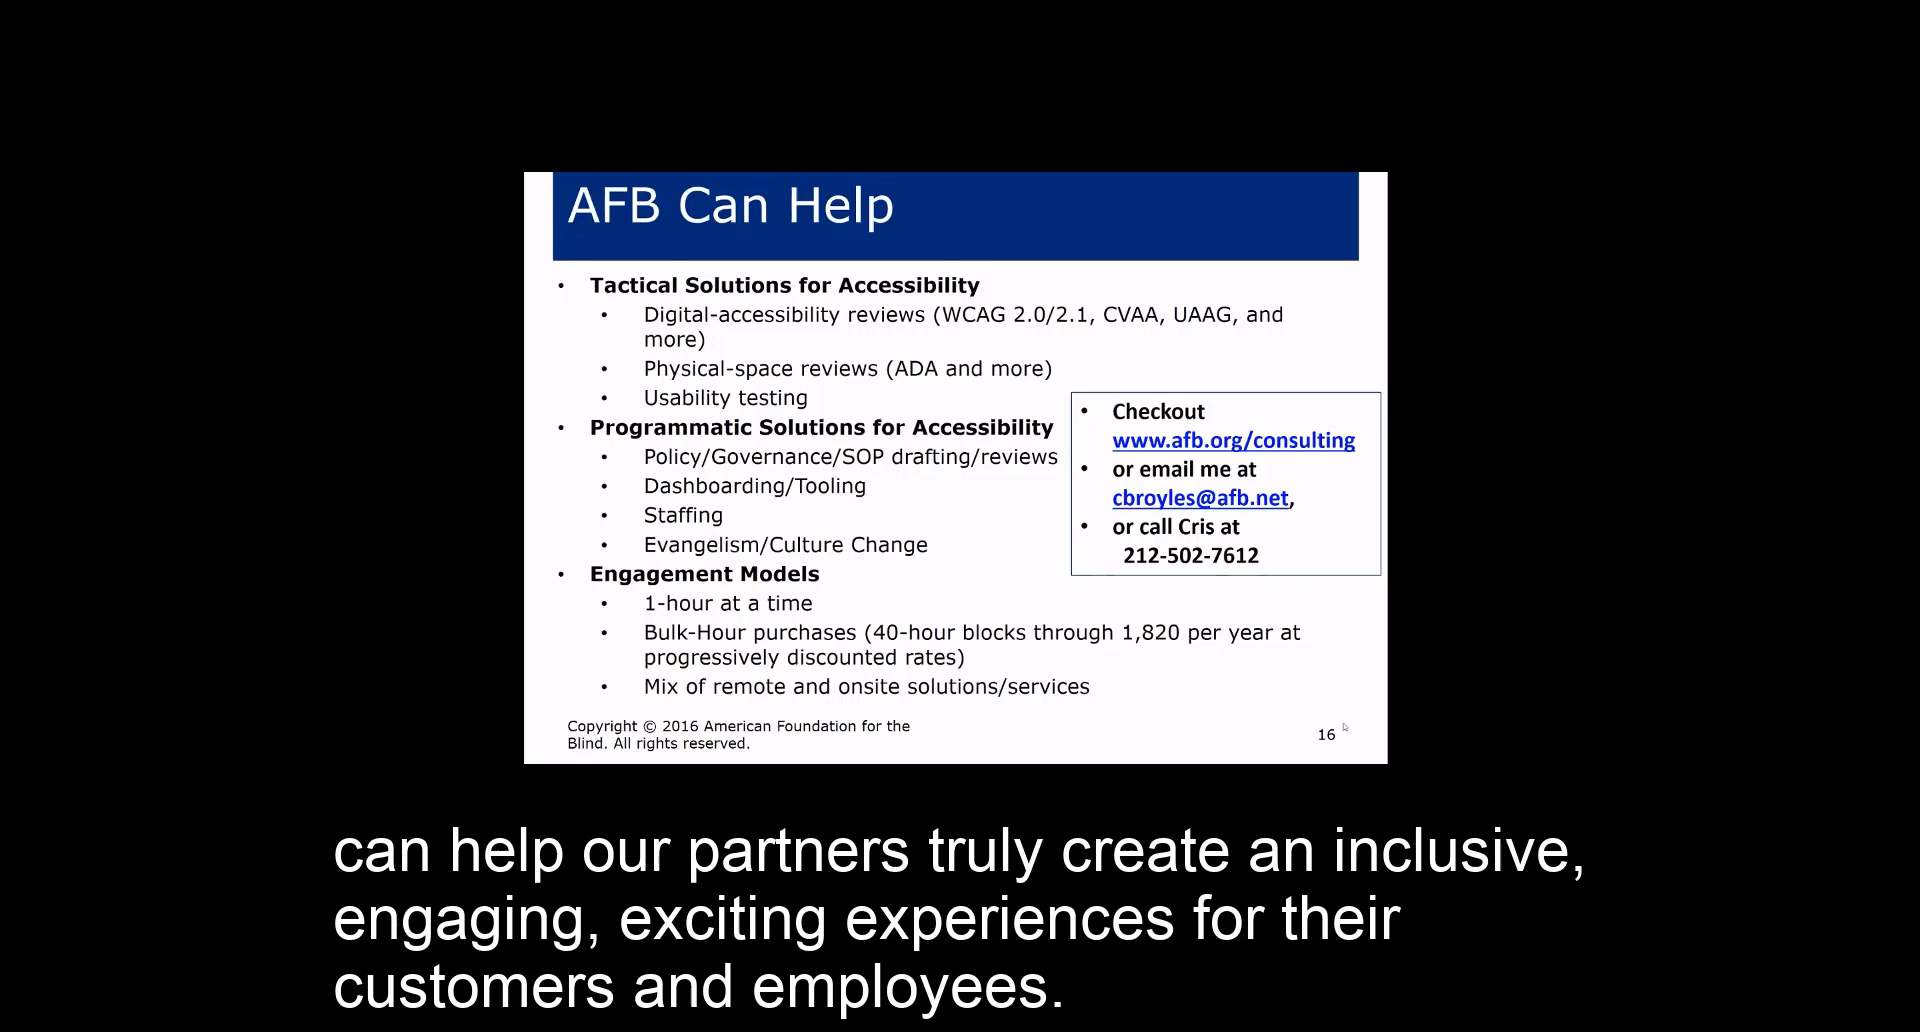 AFB Can Help
• Tactical Solutions for Accessibility
• Digital-accessibility reviews (WCAG 2.0/2.1, CVAA, UAAG, and
more)
• Physical-space reviews (ADA and more)
• Usability testing
• Programmatic Solutions for Accessibility
• Policy/Governance/SOP drafting/reviews
• Dashboarding/Tooling
• Staffing
• Evangelism/Culture Change
• Engagement Models
• 1-hour at a time
• Bulk-Hour purchases (40-hour blocks through 1,820 per year at
progressively discounted rates)
• Mix of remote and onsite solutions/services
• Checkout
www.afb.org/consulting
• or email me at
cbroyles@afb.net,
• or call Cris at
212-502-7612
Copyright © 2016 American Foundation for the
Blind. All rights reserved.
16
can help our partners truly create an inclusive,
engaging, exciting experiences for their
customers and employees.